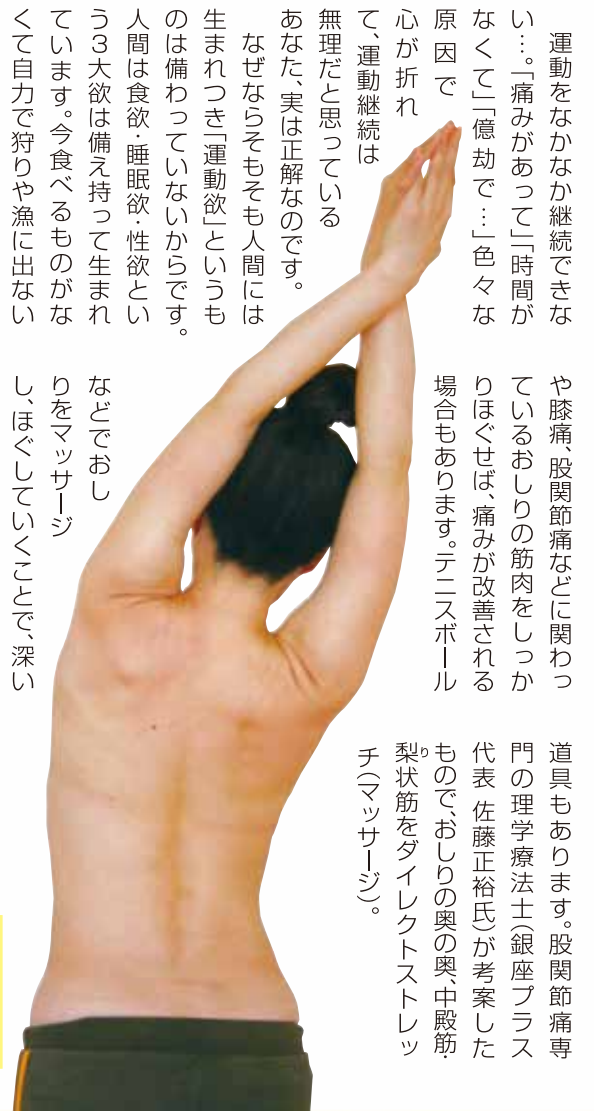 運動をなかなか継続できな
い…。「痛みがあって」「時間が
なくて」「億劫で…」色々な
原因で
心が折れ
て、運動継続は
無理だと思っている
あなた、実は正解なのです。
なぜならそもそも人間には
生まれつき「運動欲」というも
のは備わっていないからです。
人間は食欲・睡眠欲・性欲とい
う3大欲は備え持って生まれ
ています。今食べるものがな
くて自力で狩りや漁に出ない
や膝痛、股関節痛などに関わっ
ているおしりの筋肉をしっか
りほぐせば、痛みが改善される
場合もあります。テニスボール
などでおし
りをマッサージ
し、ほぐしていくことで、深い
道具もあります。股関節痛専
門の理学療法士（銀座プラス
代表 佐藤正裕氏）が考案した
もので、おしりの奥の奥、中殿筋・
梨状筋をダイレクトストレッ
り
チ（マッサージ）。